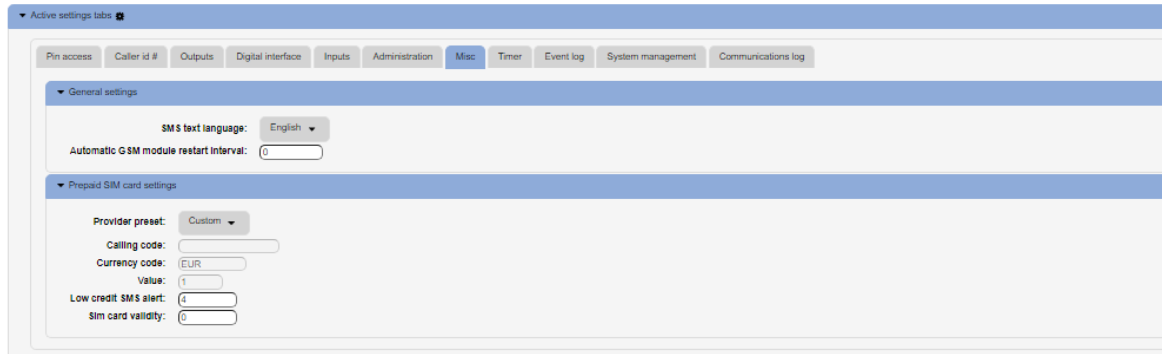 Active settings tabs
Pin access Caller id # Outputs Digital interface Inputs Administration Misc Timer Event log System management Communications log
General settings
SMS text language: English
Automatic GSM module restart interval: 0
Prepaid SIM card settings
Provider preset: Custom
Calling code:
Currency code: EUR
Value: 1
Low credit SMS alert: 4
Sim card validity: 0